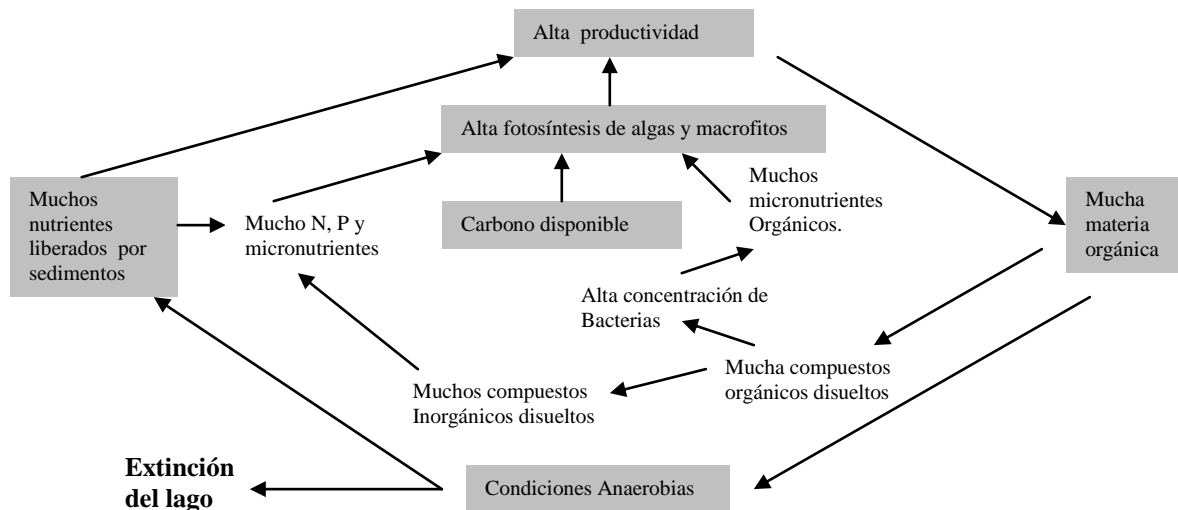 Alta productividad
Alta fotosíntesis de algas y macrofitos
Muchos
nutrientes
liberados por
sedimentos
Mucho N, P y
micronutrientes
Carbono disponible
Muchos
micronutrientes
Orgánicos.
Mucha
materia
orgánica
Alta concentración de
Bacterias
Mucha compuestos
orgánicos disueltos
Muchos compuestos
Inorgánicos disueltos
Extinción
del lago
Condiciones Anaerobias